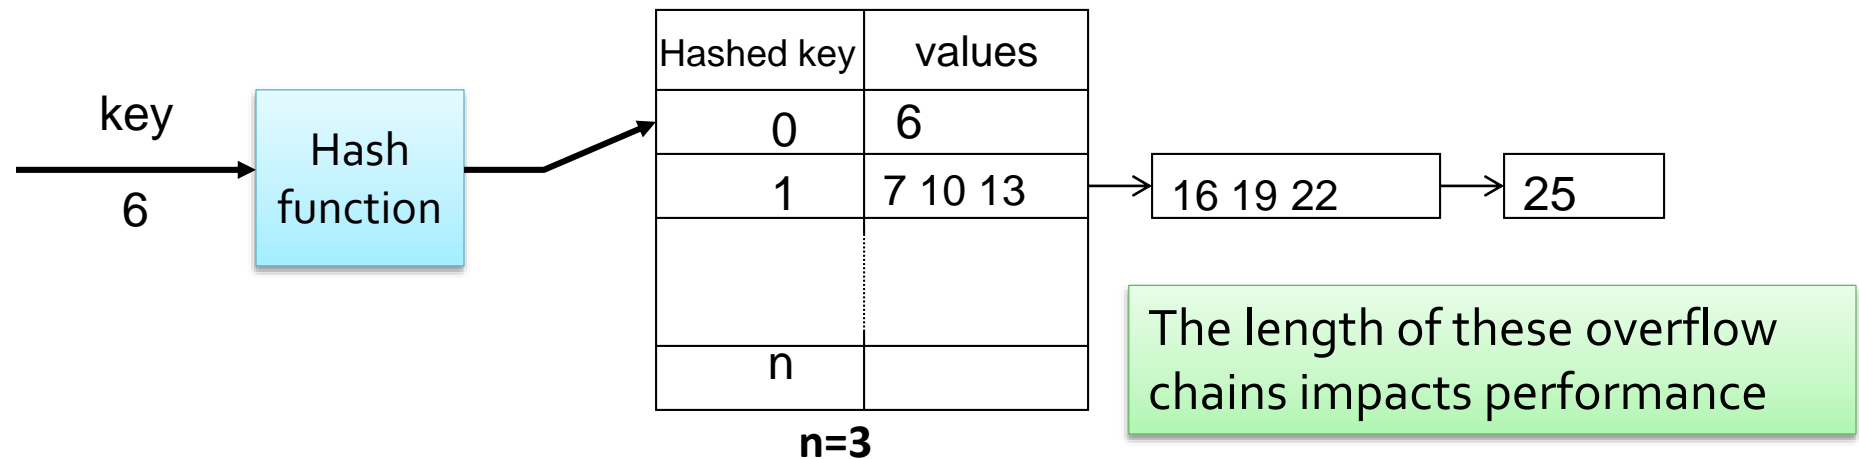 key
6
Hash
function
Hashed key values
0 6
1 7 10 13
16 19 22
25
n
n=3
The length of these overflow
chains impacts performance